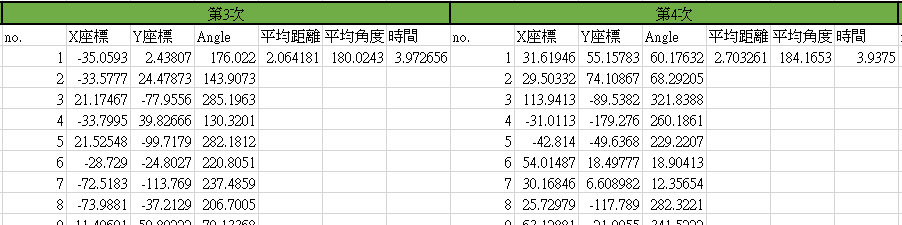 第3次 第4次
no. X座標 Y座標 Angle 平均距離 平均角度 時間 no. X座標 Y座標 Angle 平均距離 平均角度 時間
1 -35.0593 2.43807 176.022 2.064181 180.0243 3.972656 1 31.61946 55.15783 60.17632 2.703261 184.1653 3.9375
2 -33.5777 24.47873 143.9073 2 29.50332 74.10867 68.29205
3 21.17467 -77.9556 285.1963 3 113.9413 -89.5382 321.8388
4 -33.7995 39.82666 130.3201 4 -31.0113 -179.276 260.1861
5 21.52548 -99.7179 282.1812 5 -42.814 -49.6368 229.2207
6 -28.729 -24.8027 220.8051 6 54.01487 18.49777 18.90413
7 -72.5183 -113.769 237.4859 7 30.16846 6.608982 12.35654
8 -73.9881 -37.2129 206.7005 8 25.72979 -117.789 282.3221